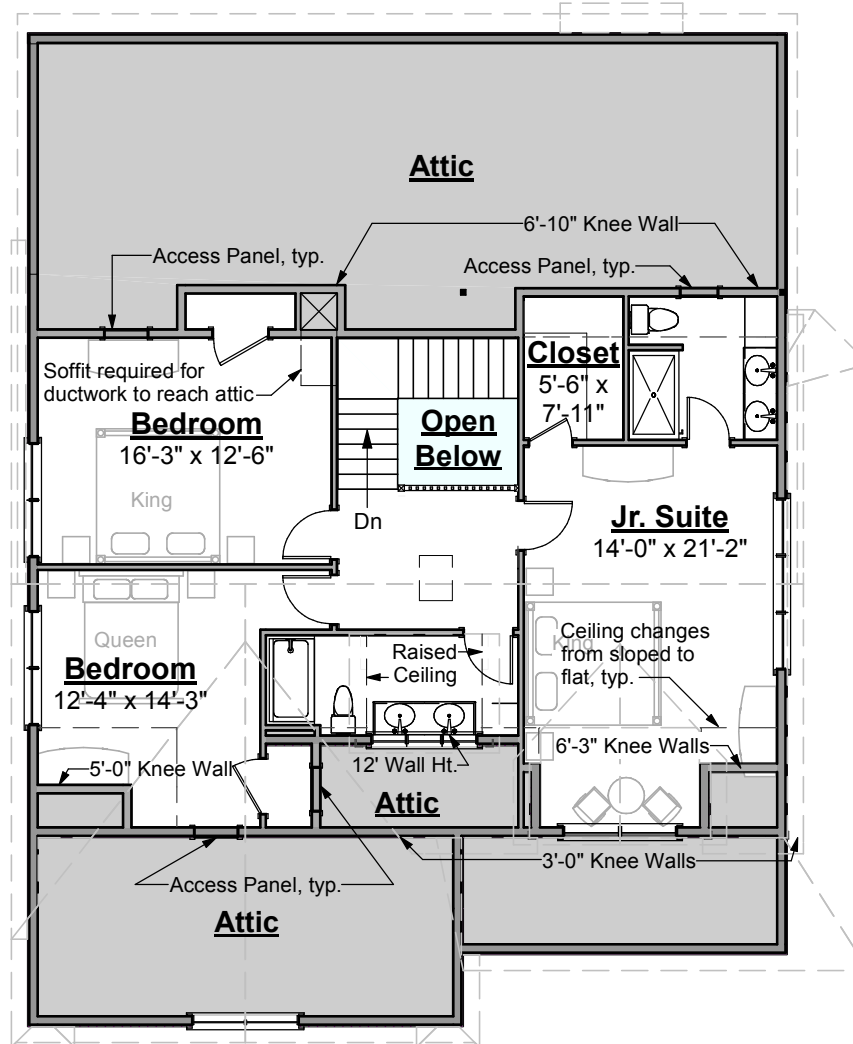 Attic
6'-10" Knee Wall
Access Panel, typ.
Access Panel, typ.
Soffit required for
ductwork to reach attic
Bedroom
16'-3" x 12'-6"
King
Open
Below
Dn
Closet
5'-6" x
7'-11"
Jr. Suite
14'-0" x 21'-2"
Queen
Bedroom
12'-4" x 14'-3"
Raised
Ceiling
King
Ceiling changes
from sloped to
flat, typ.
6'-3" Knee Walls
5'-0" Knee Wall
12' Wall Ht.
Attic
3'-0" Knee Walls
Access Panel, typ.
Attic